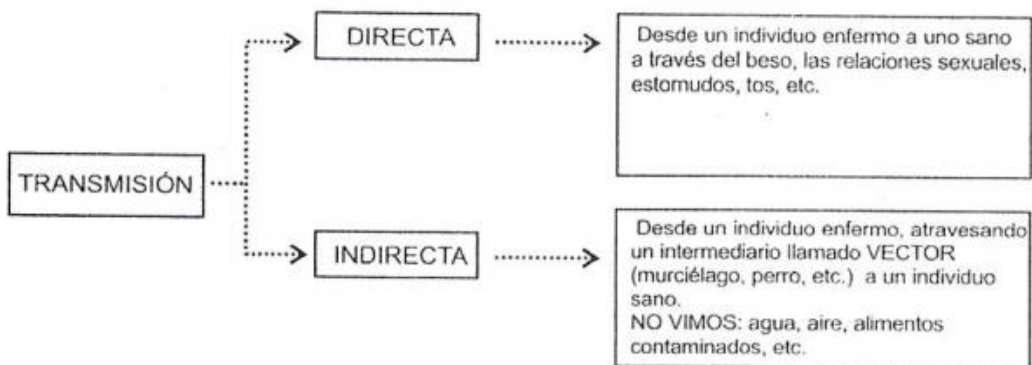 DIRECTA
Desde un individuo enfermo a uno sano
a través del beso, las relaciones sexuales,
estornudos, tos, etc.
TRANSMISIÓN
INDIRECTA
Desde un individuo enfermo, atravesando
un intermediario llamado VECTOR
(murciélago, perro, etc.) a un individuo
sano.
NO VIMOS: agua, aire, alimentos
contaminados, etc.